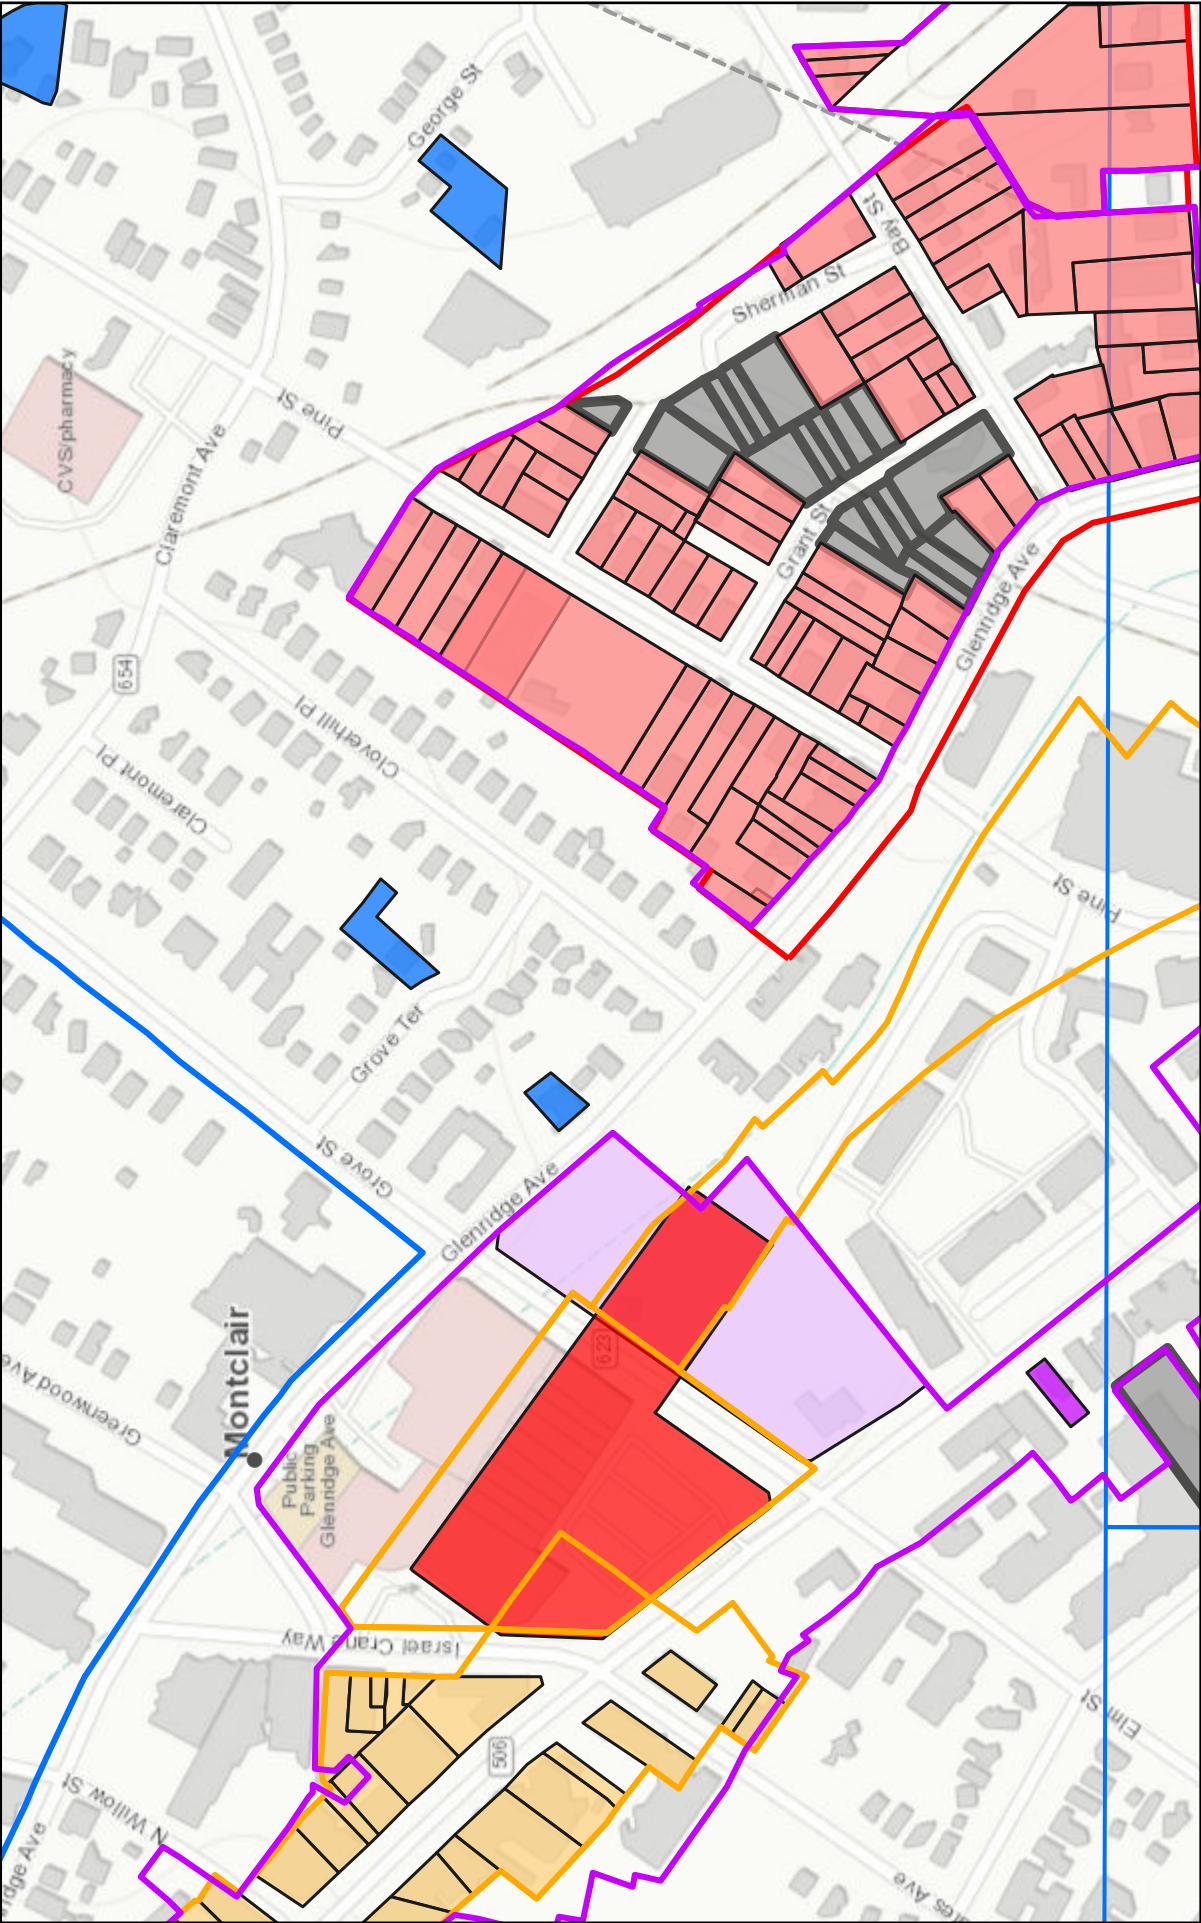 George St
Bay St
Sherman St
CVS/pharmacy
Pine St
Claremont Ave
Grant St
Glenridge Ave
654
Cloverhill Pl
Claremont Pl
Pine St
Grove Ter
Grove St
Glenridge Ave
623
Montclair
Greenwood Ave
Public
Parking
Glenridge Ave
Israel Crane Way
506
Elm St
N Willow St